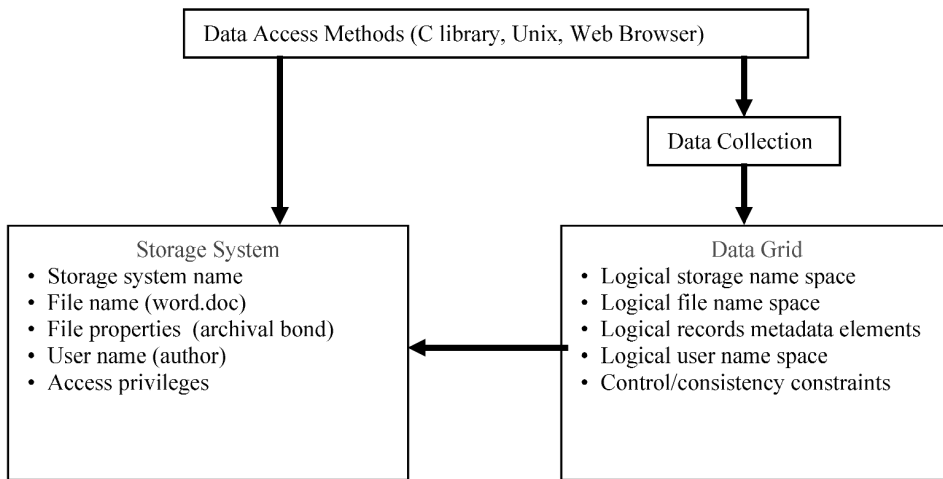 Data Access Methods (C library, Unix, Web Browser)
Data Collection
Storage System
• Storage system name
• File name (word.doc)
• File properties (archival bond)
• User name (author)
• Access privileges
Data Grid
• Logical storage name space
• Logical file name space
• Logical records metadata elements
• Logical user name space
• Control/consistency constraints